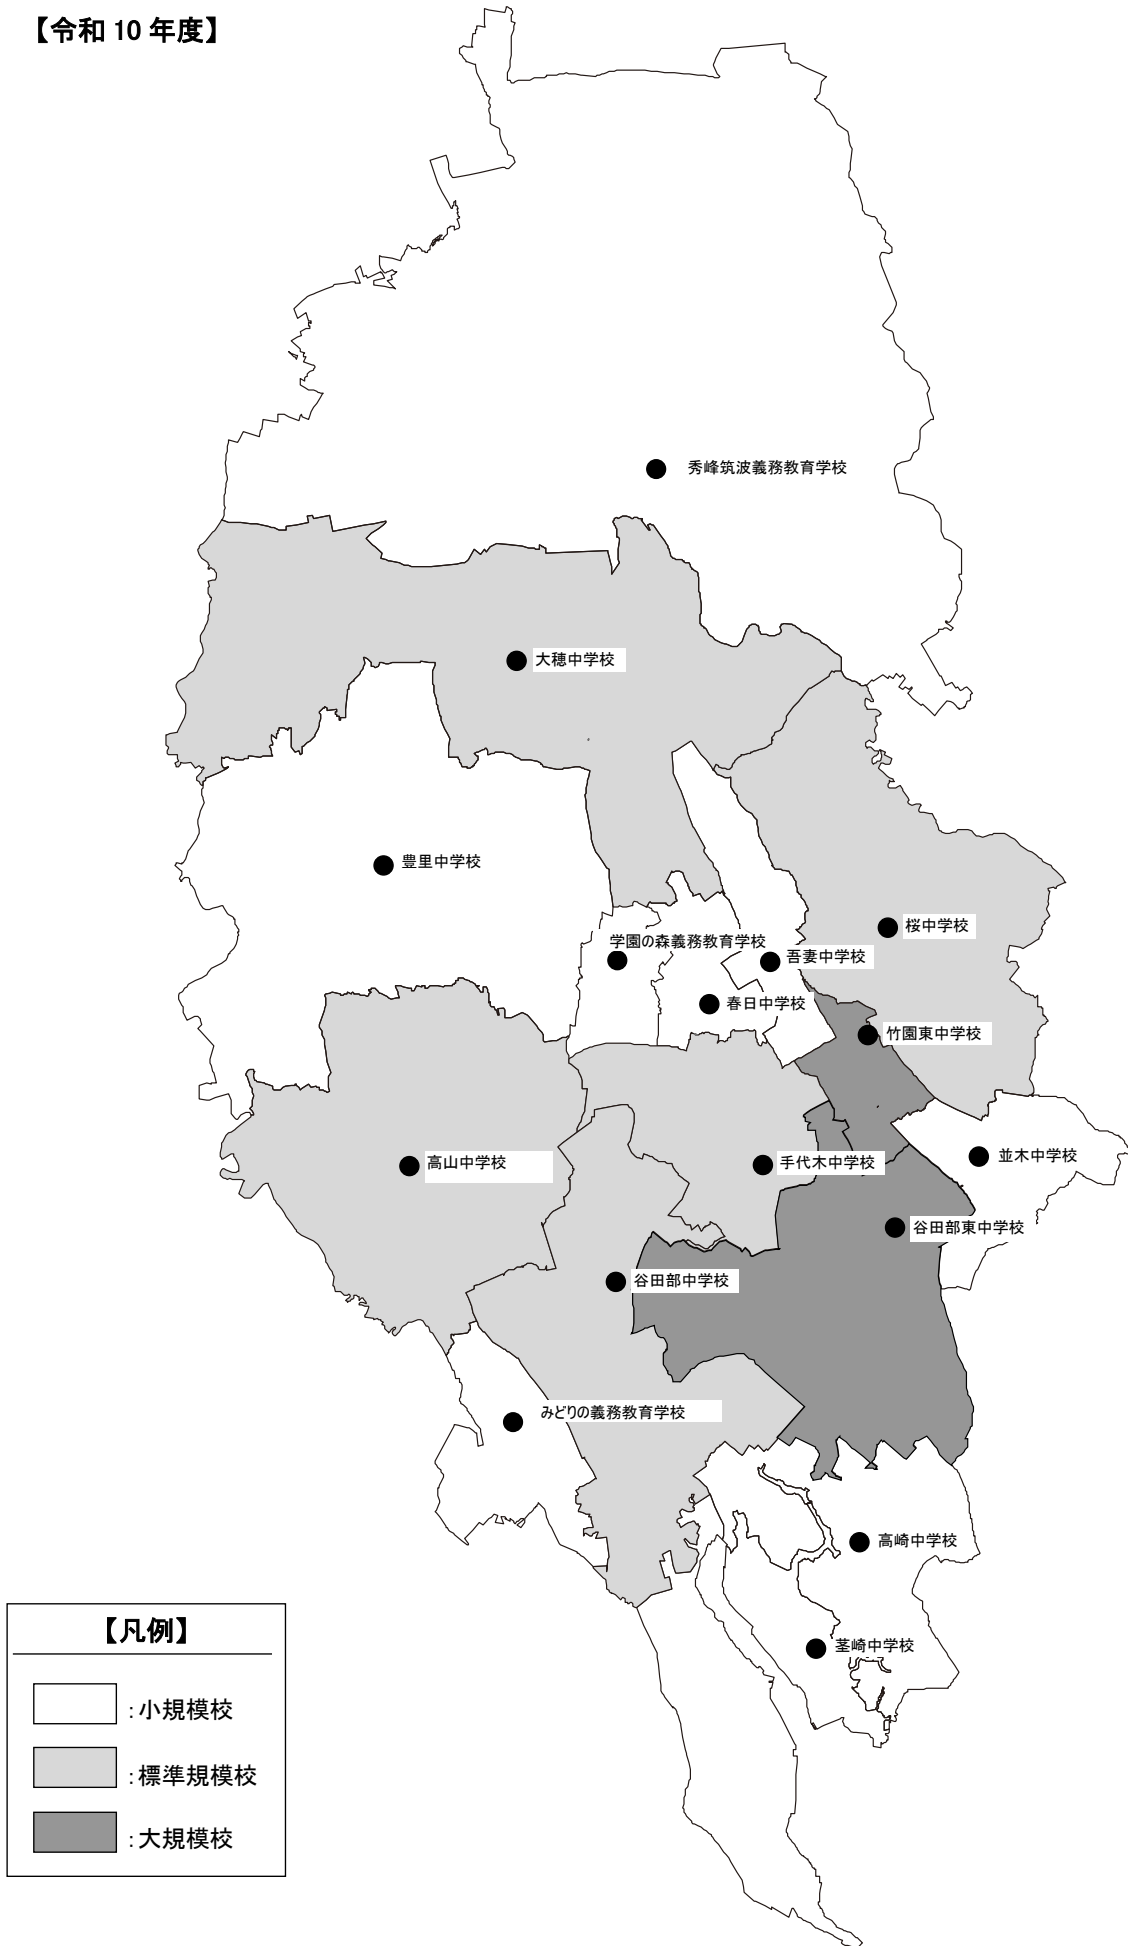 【令和 10 年度】
秀峰筑波義務教育学校
大穂中学校
豊里中学校
桜中学校
学園の森義務教育学校
吾妻中学校
春日中学校
竹園東中学校
並木中学校
高山中学校
手代木中学校
谷田部東中学校
谷田部中学校
みどりの義務教育学校
高崎中学校
茎崎中学校
【凡例】
：小規模校
：標準規模校
：大規模校